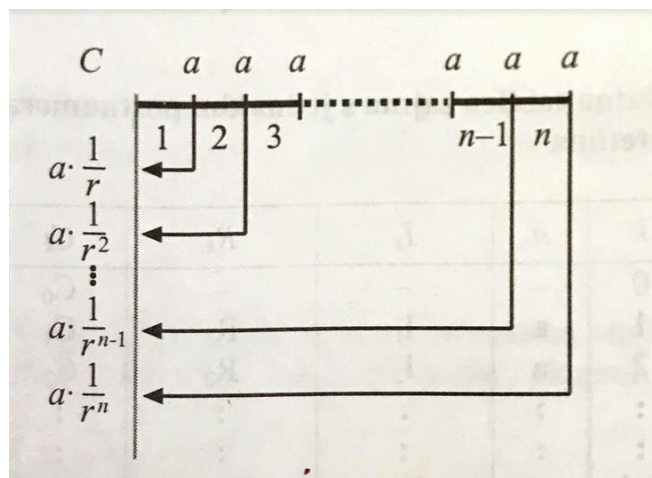 C a a a a a a
1 2 3 n–1 n
a· 1/r
a· 1/r²
⋮
a· 1/rⁿ⁻¹
a· 1/rⁿ